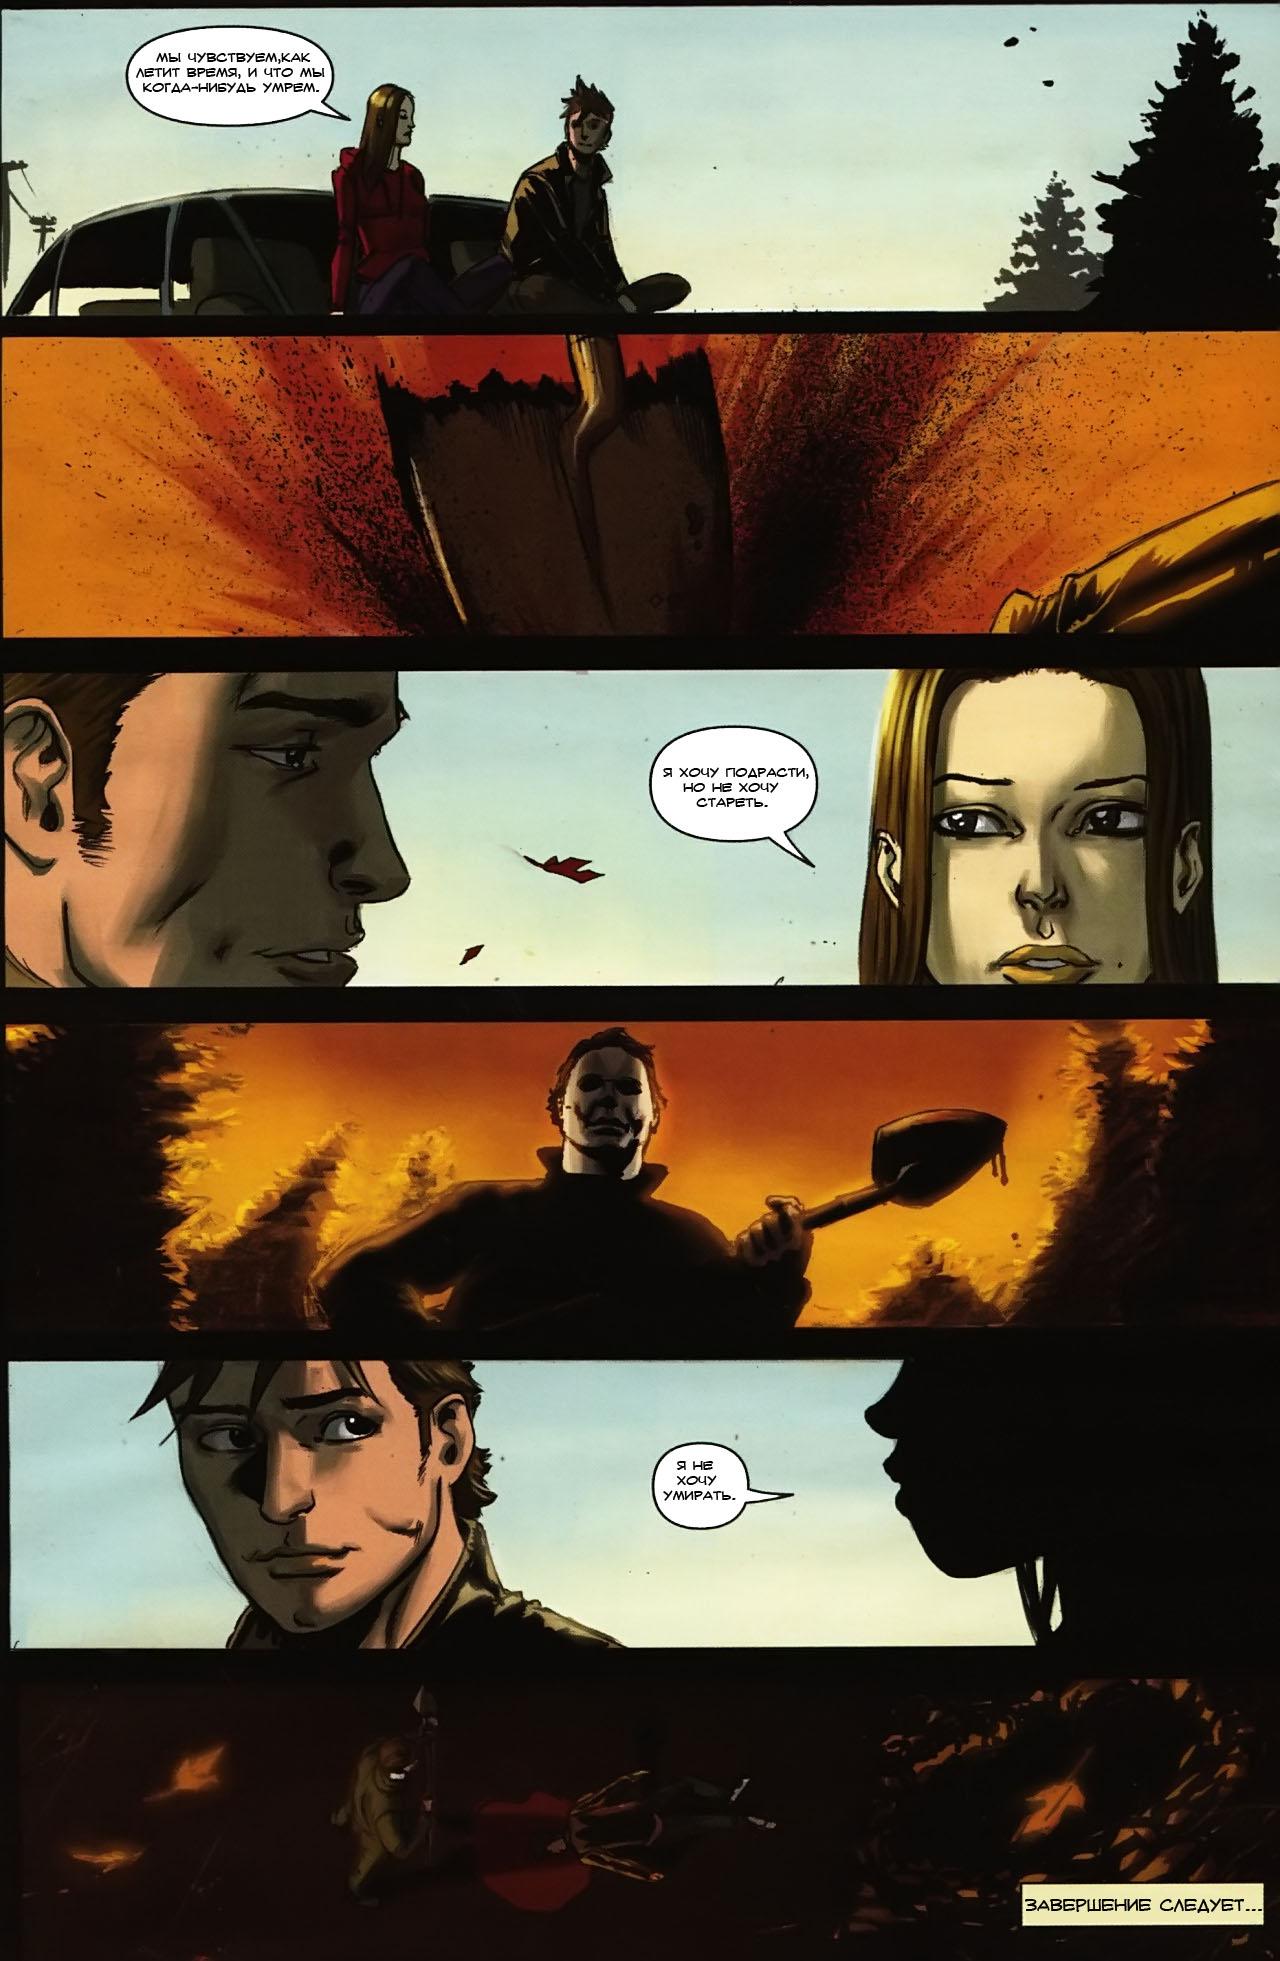 МЫ ЧУВСТВУЕМ,КАК
ЛЕТИТ ВРЕМЯ, И ЧТО МЫ
КОГДА-НИБУДЬ УМРЕМ.
Я ХОЧУ ПОДРАСТИ,
НО НЕ ХОЧУ
СТАРЕТЬ.
Я НЕ
ХОЧУ
УМИРАТЬ.
ЗАВЕРШЕНИЕ СЛЕДУЕТ...